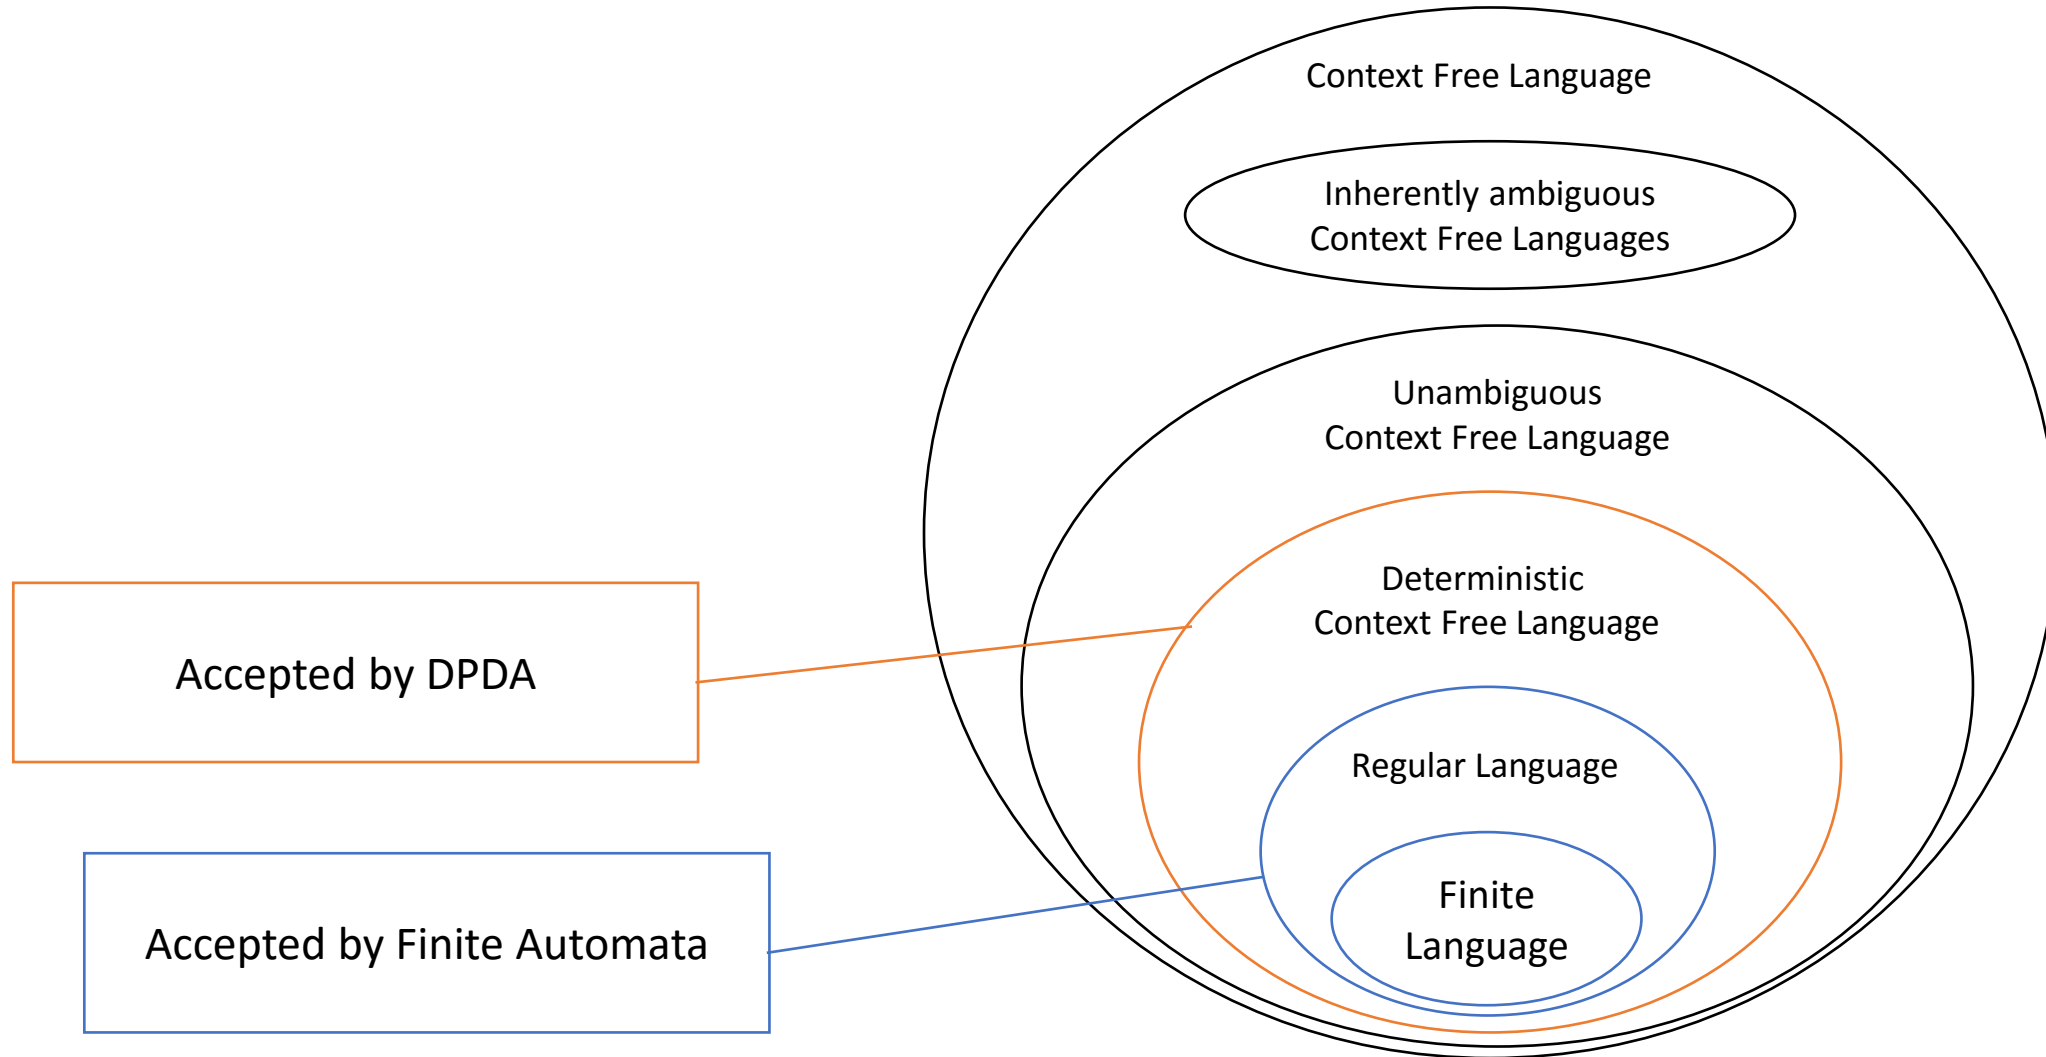 Context Free Language
Inherently ambiguous
Context Free Languages
Unambiguous
Context Free Language
Deterministic
Context Free Language
Accepted by DPDA
Regular Language
Finite
Language
Accepted by Finite Automata